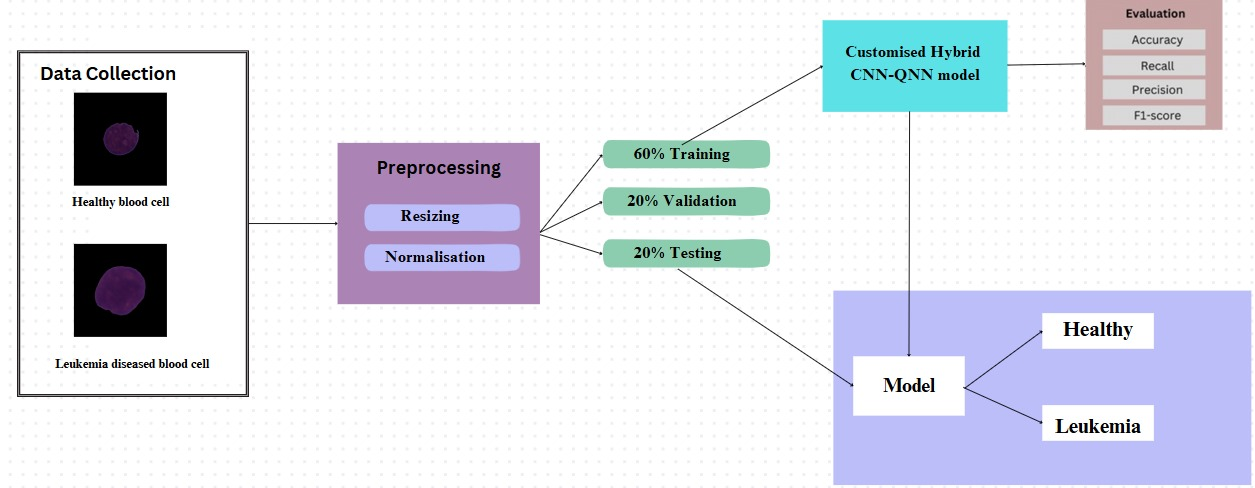 Data Collection
Healthy blood cell
Leukemia diseased blood cell
Preprocessing
Resizing
Normalisation
60% Training
20% Validation
20% Testing
Customised Hybrid
CNN-QNN model
Evaluation
Accuracy
Recall
Precision
F1-score
Model
Healthy
Leukemia